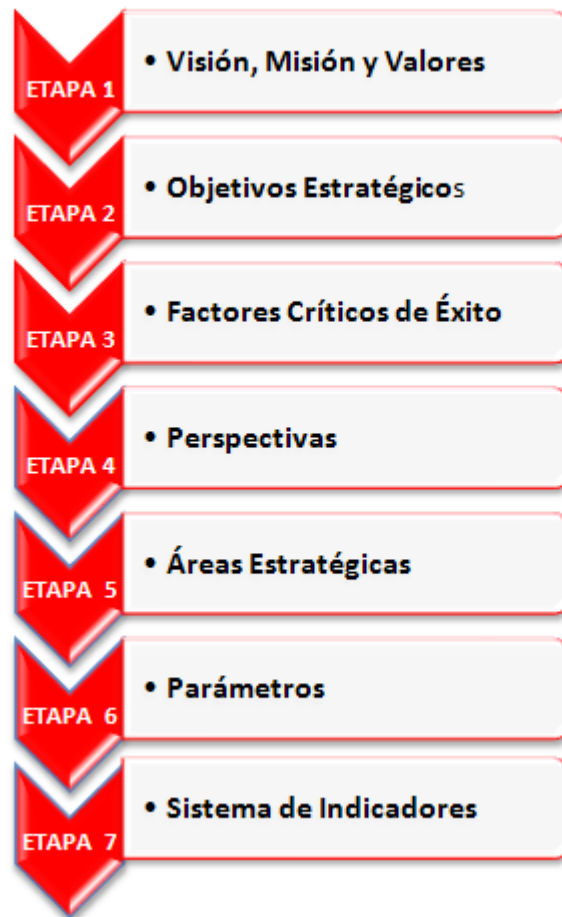 ETAPA 1
• Visión, Misión y Valores
ETAPA 2
• Objetivos Estratégicos
ETAPA 3
• Factores Críticos de Éxito
ETAPA 4
• Perspectivas
ETAPA 5
• Áreas Estratégicas
ETAPA 6
• Parámetros
ETAPA 7
• Sistema de Indicadores